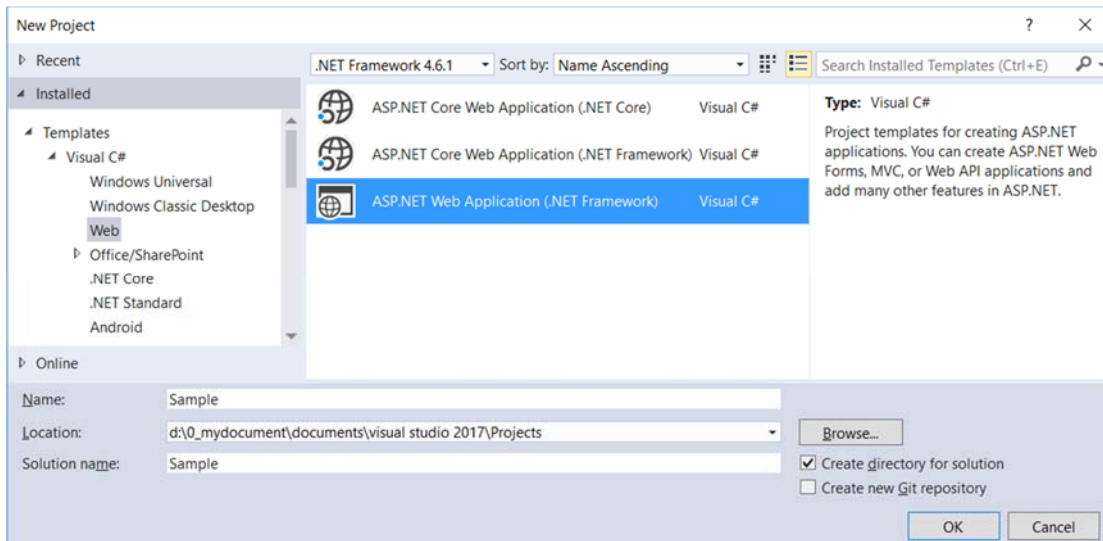 New Project
Recent
.NET Framework 4.6.1 Sort by: Name Ascending Search Installed Templates (Ctrl+E)
Installed
Templates
Visual C#
Windows Universal
Windows Classic Desktop
Web
Office/SharePoint
.NET Core
.NET Standard
Android
Online
ASP.NET Core Web Application (.NET Core) Visual C#
ASP.NET Core Web Application (.NET Framework) Visual C#
ASP.NET Web Application (.NET Framework) Visual C#
Type: Visual C#
Project templates for creating ASP.NET
applications. You can create ASP.NET Web
Forms, MVC, or Web API applications and
add many other features in ASP.NET.
Name: Sample
Location: d:\0_mydocument\documents\visual studio 2017\Projects Browse...
Solution name: Sample
Create directory for solution
Create new Git repository
OK Cancel